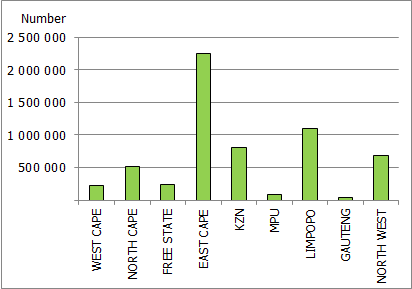 Number
2 500 000
2 000 000
1 500 000
1 000 000
500 000
WEST CAPE
NORTH CAPE
FREE STATE
EAST CAPE
KZN
MPU
LIMPOPO
GAUTENG
NORTH WEST